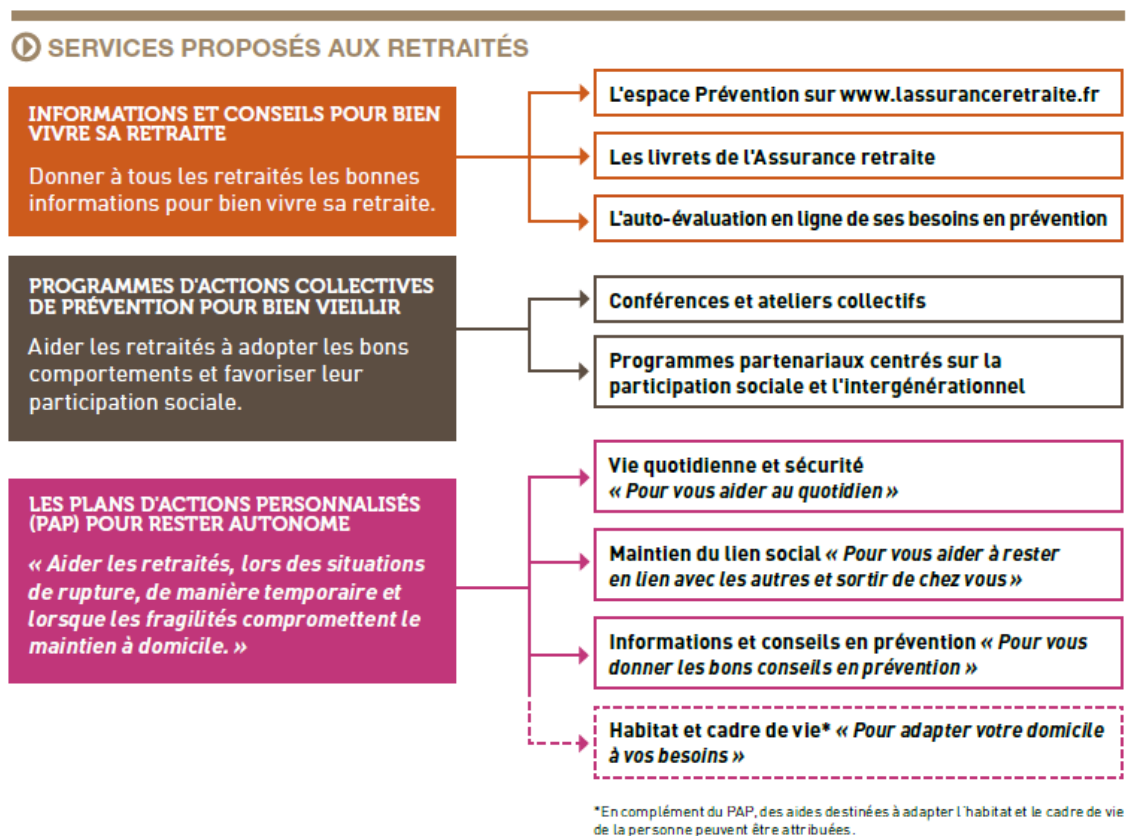 SERVICES PROPOSÉS AUX RETRAITÉS
INFORMATIONS ET CONSEILS POUR BIEN
VIVRE SA RETRAITE
Donner à tous les retraités les bonnes
informations pour bien vivre sa retraite.
L'espace Prévention sur www.lassuranceretraite.fr
Les livrets de l'Assurance retraite
L'auto-évaluation en ligne de ses besoins en prévention
PROGRAMMES D'ACTIONS COLLECTIVES
DE PRÉVENTION POUR BIEN VIEILLIR
Aider les retraités à adopter les bons
comportements et favoriser leur
participation sociale.
Conférences et ateliers collectifs
Programmes partenariaux centrés sur la
participation sociale et l'intergénérationnel
LES PLANS D'ACTIONS PERSONNALISÉS
(PAP) POUR RESTER AUTONOME
« Aider les retraités, lors des situations
de rupture, de manière temporaire et
lorsque les fragilités compromettent le
maintien à domicile. »
Vie quotidienne et sécurité
« Pour vous aider au quotidien »
Maintien du lien social « Pour vous aider à rester
en lien avec les autres et sortir de chez vous »
Informations et conseils en prévention « Pour vous
donner les bons conseils en prévention »
Habitat et cadre de vie* « Pour adapter votre domicile
à vos besoins »
*En complément du PAP, des aides destinées à adapter l'habitat et le cadre de vie
de la personne peuvent être attribuées.